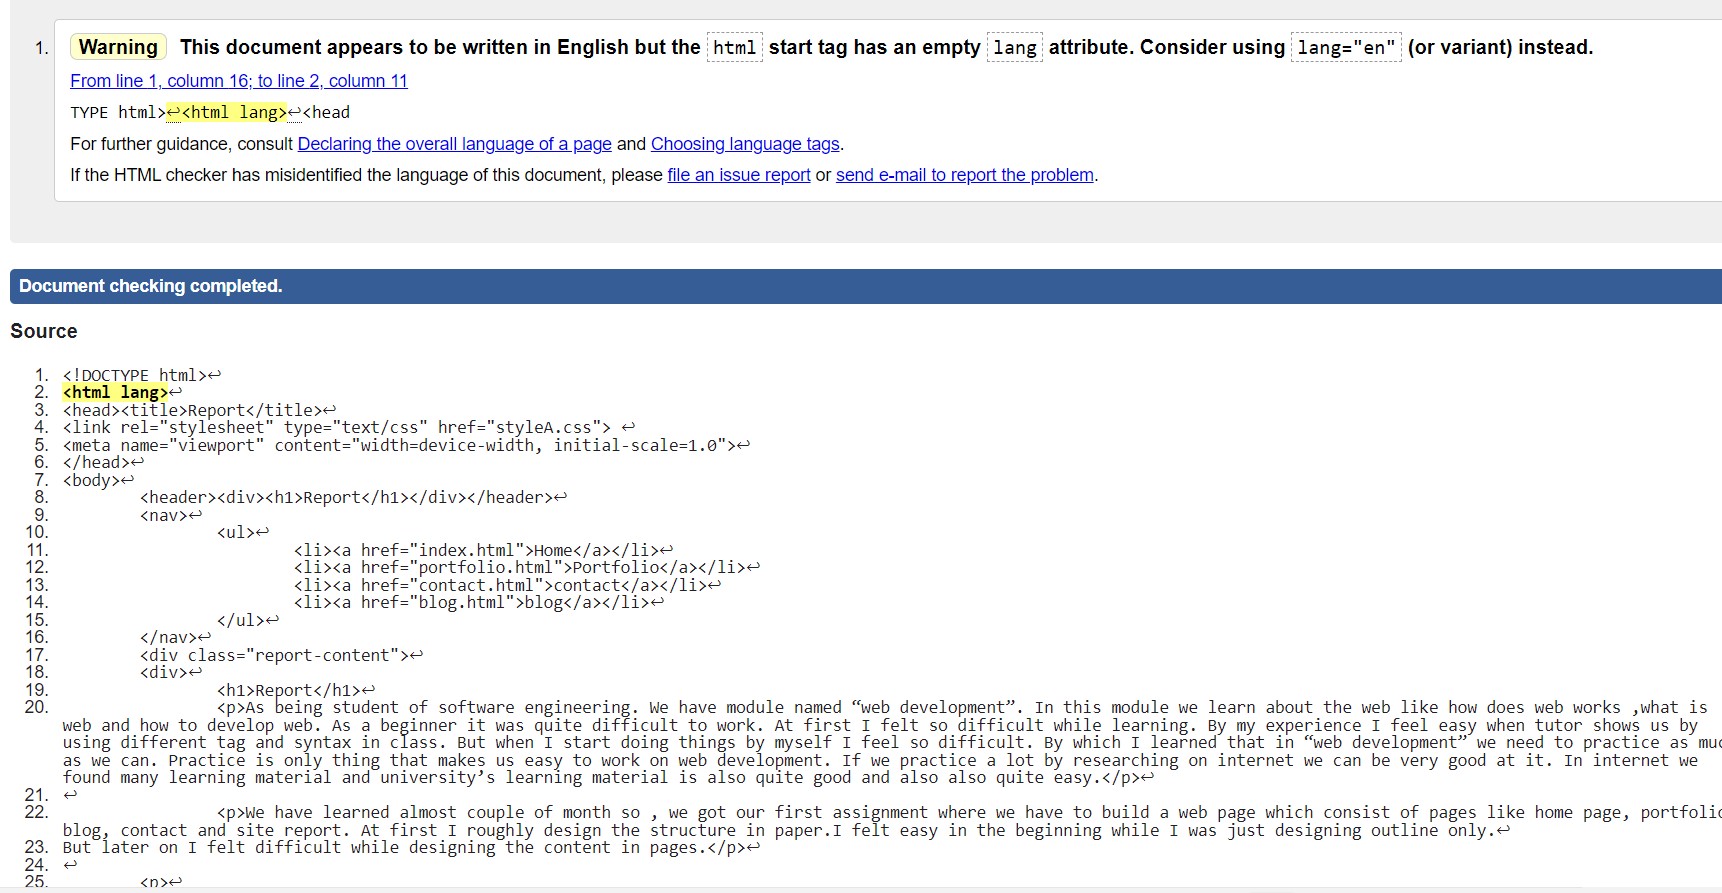 1. Warning This document appears to be written in English but the html start tag has an empty lang attribute. Consider using lang="en" (or variant) instead.
From line 1, column 16; to line 2, column 11
TYPE html>↩<html lang>↩<head
For further guidance, consult Declaring the overall language of a page and Choosing language tags.
If the HTML checker has misidentified the language of this document, please file an issue report or send e-mail to report the problem.
Document checking completed.
Source
1. <!DOCTYPE html>↩
2. <html lang>↩
3. <head><title>Report</title>↩
4. <link rel="stylesheet" type="text/css" href="styleA.css"> ↩
5. <meta name="viewport" content="width=device-width, initial-scale=1.0">↩
6. </head>↩
7. <body>↩
8. <header><div><h1>Report</h1></div></header>↩
9. <nav>↩
10. <ul>↩
11. <li><a href="index.html">Home</a></li>↩
12. <li><a href="portfolio.html">Portfolio</a></li>↩
13. <li><a href="contact.html">contact</a></li>↩
14. <li><a href="blog.html">blog</a></li>↩
15. </ul>↩
16. </nav>↩
17. <div class="report-content">↩
18. <div>↩
19. <h1>Report</h1>↩
20. <p>As being student of software engineering. We have module named “web development”. In this module we learn about the web like how does web works ,what is
web and how to develop web. As a beginner it was quite difficult to work. At first I felt so difficult while learning. By my experience I feel easy when tutor shows us by
using different tag and syntax in class. But when I start doing things by myself I feel so difficult. By which I learned that in “web development” we need to practice as muc
as we can. Practice is only thing that makes us easy to work on web development. If we practice a lot by researching on internet we can be very good at it. In internet we
found many learning material and university’s learning material is also quite good and also also quite easy.</p>↩
21. ↩
22. <p>We have learned almost couple of month so , we got our first assignment where we have to build a web page which consist of pages like home page, portfolio
blog, contact and site report. At first I roughly design the structure in paper.I felt easy in the beginning while I was just designing outline only.↩
23. But later on I felt difficult while designing the content in pages.</p>↩
24. ↩
25. <p>↩